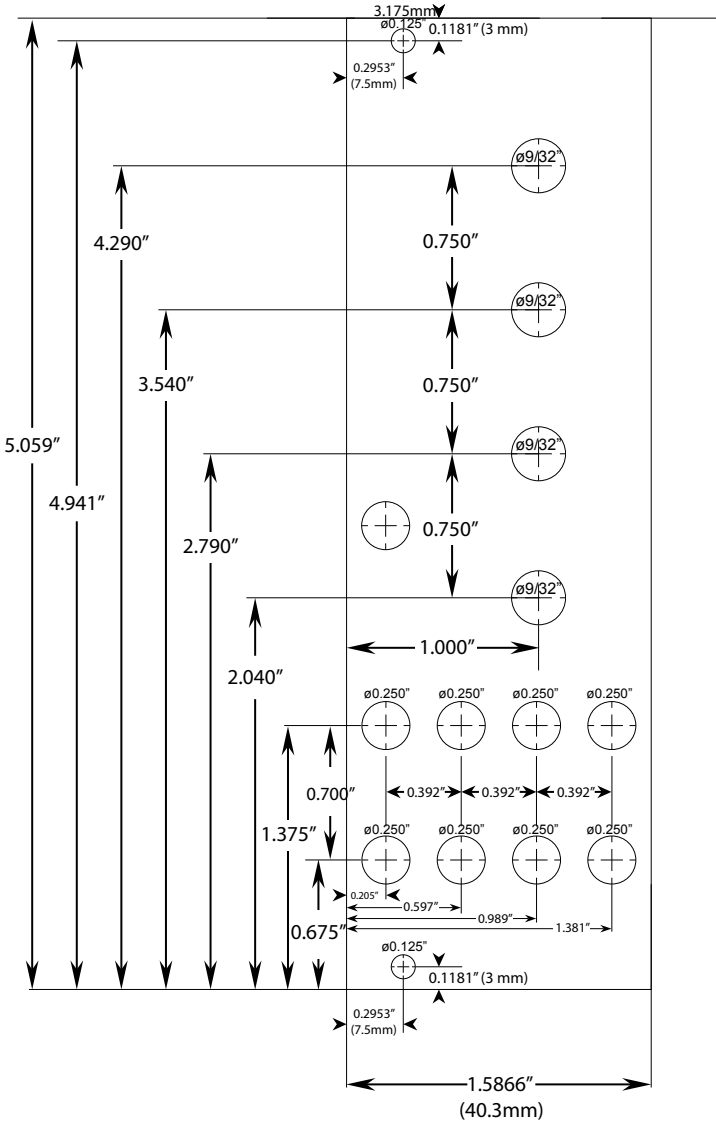 3.175mm
ø0.125"
0.1181” (3 mm)
0.2953”
(7.5mm)
ø9/32"
4.290”
0.750”
ø9/32"
3.540”
0.750”
5.059”
ø9/32"
4.941”
0.750”
2.790”
ø9/32"
1.000”
2.040”
ø0.250" ø0.250" ø0.250" ø0.250"
0.392” 0.392” 0.392”
0.700”
1.375”
ø0.250" ø0.250" ø0.250" ø0.250"
0.205”
0.597”
0.989”
0.675”
1.381”
ø0.125"
0.1181” (3 mm)
0.2953”
(7.5mm)
1.5866”
(40.3mm)